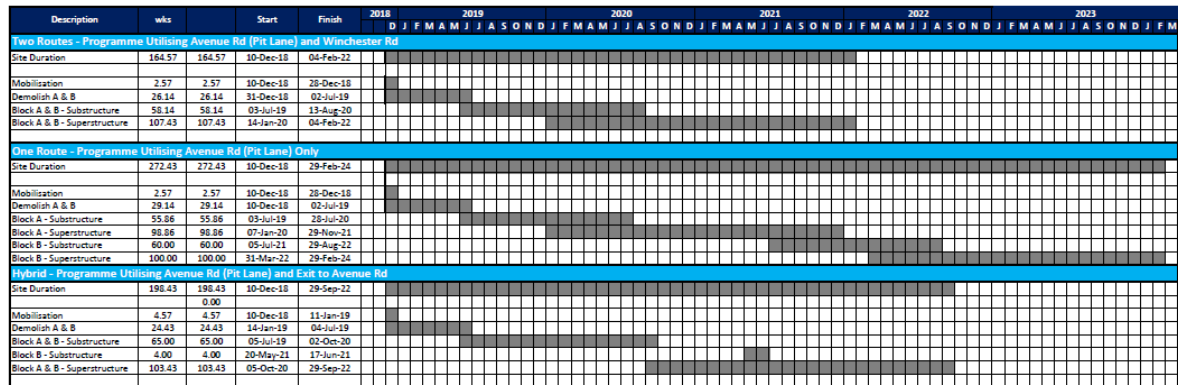 2018 2019 2020 2021 2022 2023
Description wks Start Finish D J F M A M J J A S O N D J F M A M J J A S O N D J F M A M J J A S O N D J F M A M J J A S O N D J F M A M J J A S O N D J F M
Two Routes - Programme Utilising Avenue Rd (Pit Lane) and Winchester Rd
Site Duration 164.57 164.57 10-Dec-18 04-Feb-22
Mobilisation 2.57 2.57 10-Dec-18 28-Dec-18
Demolish A & B 26.14 26.14 31-Dec-18 02-Jul-19
Block A & B - Substructure 58.14 58.14 03-Jul-19 13-Aug-20
Block A & B - Superstructure 107.43 107.43 14-Jan-20 04-Feb-22
One Route - Programme Utilising Avenue Rd (Pit Lane) Only
Site Duration 272.43 272.43 10-Dec-18 29-Feb-24
Mobilisation 2.57 2.57 10-Dec-18 28-Dec-18
Demolish A & B 29.14 29.14 10-Dec-18 02-Jul-19
Block A - Substructure 55.86 55.86 03-Jul-19 28-Jul-20
Block A - Superstructure 98.86 98.86 07-Jan-20 29-Nov-21
Block B - Substructure 60.00 60.00 05-Jul-21 29-Aug-22
Block B - Superstructure 100.00 100.00 31-Mar-22 29-Feb-24
Hybrid - Programme Utilising Avenue Rd (Pit Lane) and Exit to Avenue Rd
Site Duration 198.43 198.43 10-Dec-18 29-Sep-22
0.00
Mobilisation 4.57 4.57 10-Dec-18 11-Jan-19
Demolish A & B 24.43 24.43 14-Jan-19 04-Jul-19
Block A & B - Substructure 65.00 65.00 05-Jul-19 02-Oct-20
Block B - Substructure 4.00 4.00 20-May-21 17-Jun-21
Block A & B - Superstructure 103.43 103.43 05-Oct-20 29-Sep-22